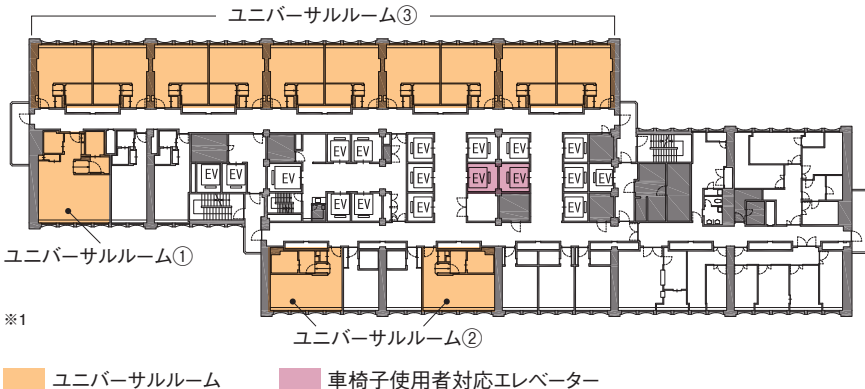 ユニバーサルルーム③
EV EV EV EV EV EV
EV EV EV EV EV EV EV EV
EV EV EV EV
ユニバーサルルーム①
※1
ユニバーサルルーム②
ユニバーサルルーム 車椅子使用者対応エレベーター